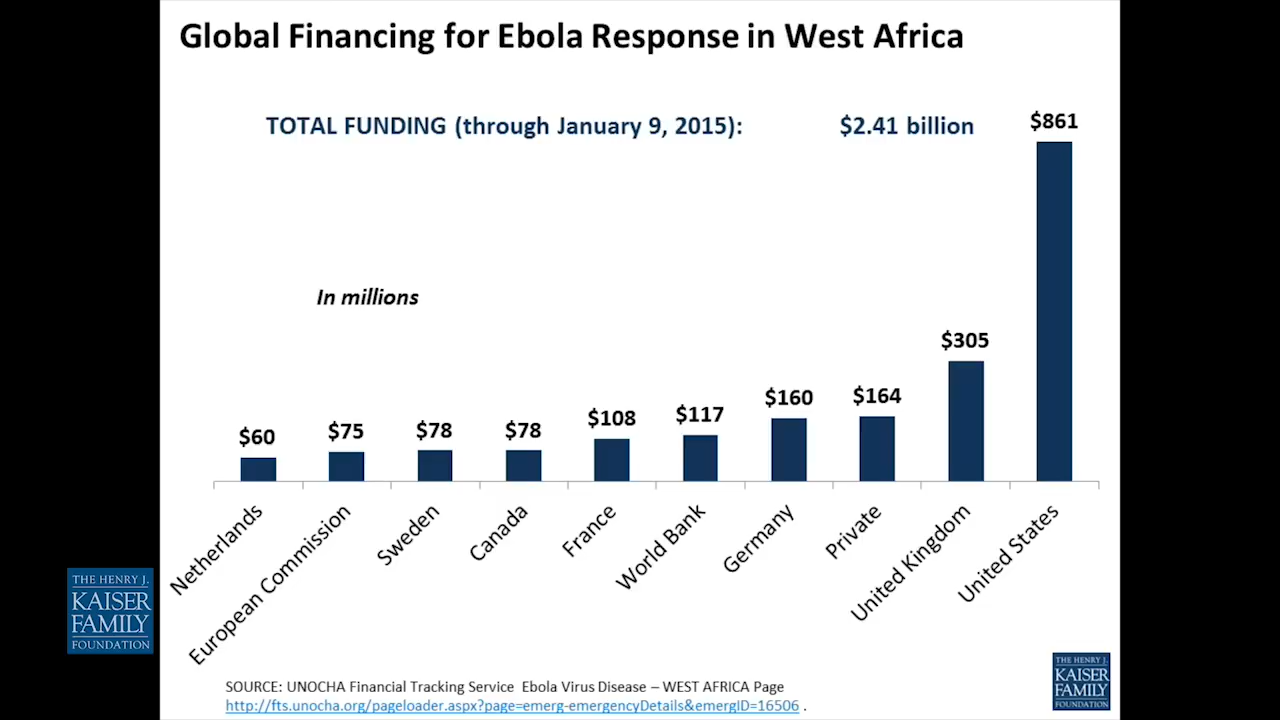 Global Financing for Ebola Response in West Africa
TOTAL FUNDING (through January 9, 2015): $2.41 billion
In millions
$60
$75
$78
$78
$108
$117
$160
$164
$305
$861
Netherlands
European Commission
Sweden
Canada
France
World Bank
Germany
Private
United Kingdom
United States
THE HENRY J.
KAISER
FAMILY
FOUNDATION
SOURCE: UNOCHA Financial Tracking Service Ebola Virus Disease – WEST AFRICA Page
http://fts.unocha.org/pageloader.aspx?page=emerg-emergencyDetails&emergID=16506 .
THE HENRY J.
KAISER
FAMILY
FOUNDATION